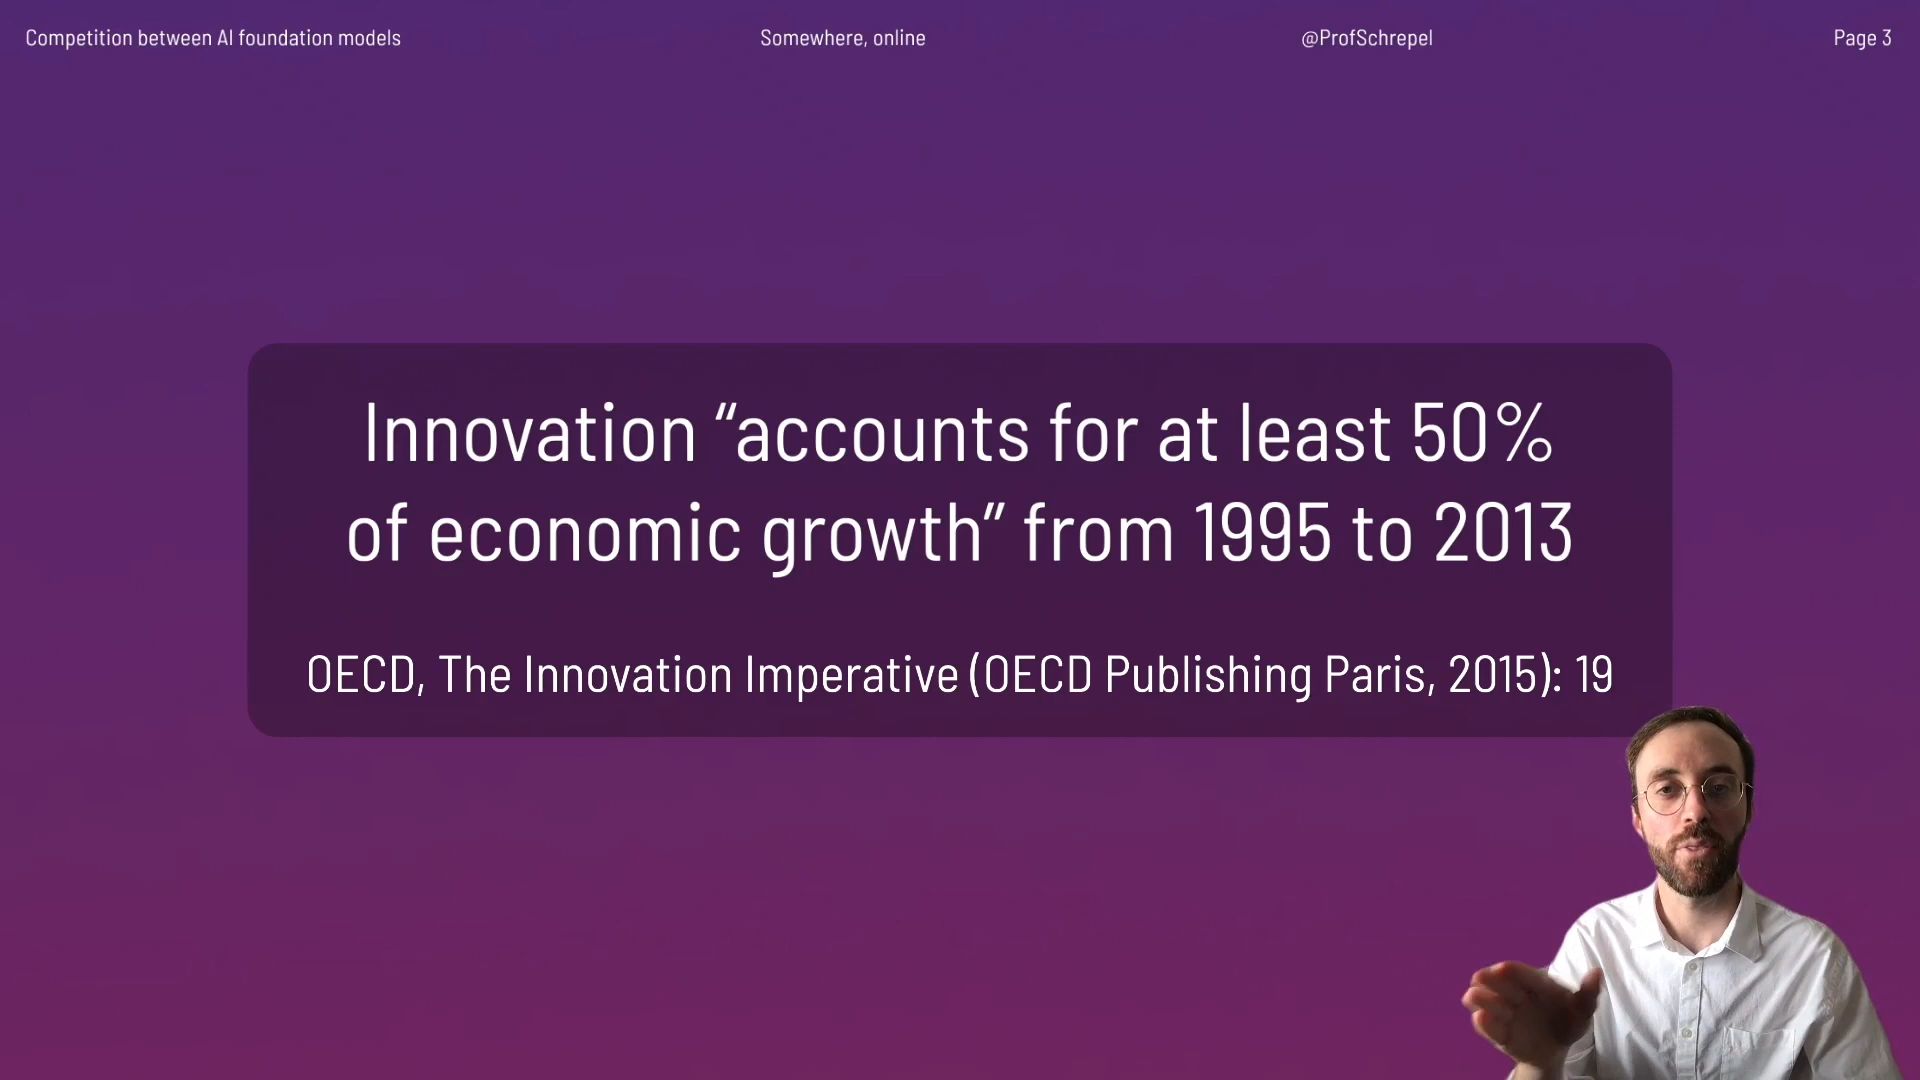 Competition between AI foundation models
Somewhere, online
@ProfSchrepel
Page 3
Innovation “accounts for at least 50%
of economic growth” from 1995 to 2013
OECD, The Innovation Imperative (OECD Publishing Paris, 2015): 19